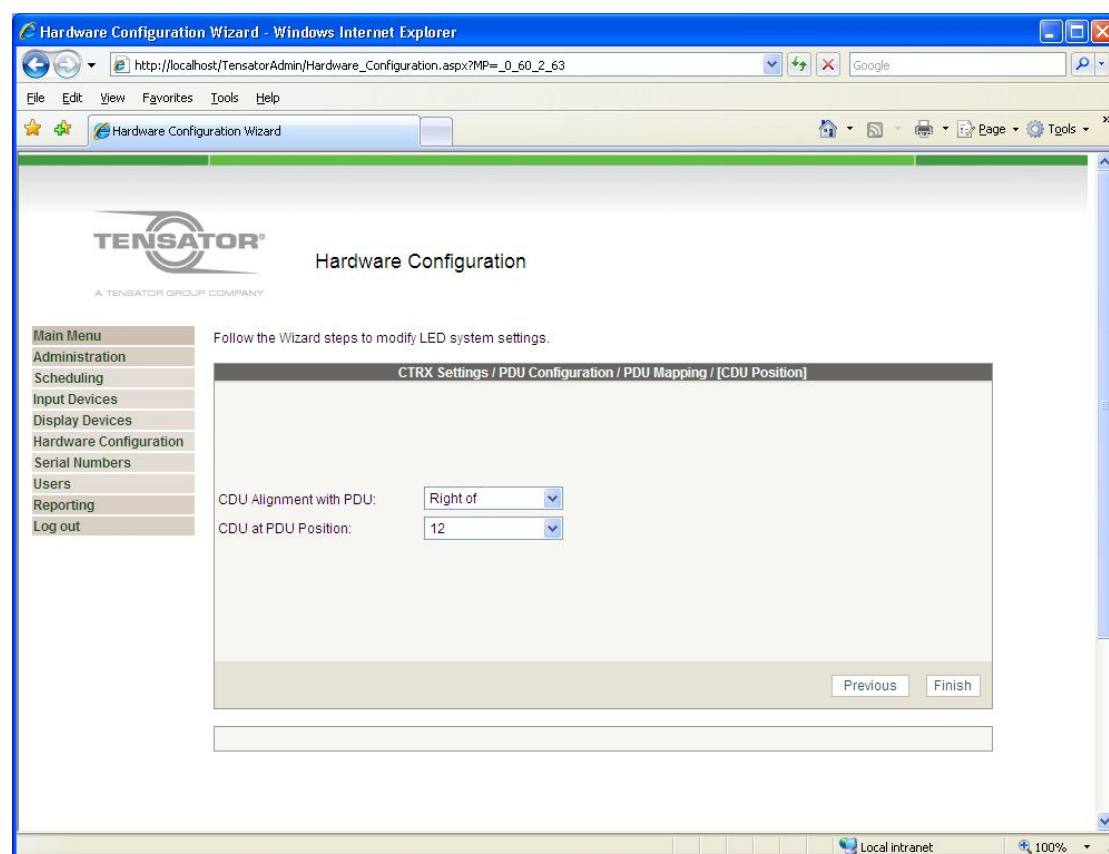 Hardware Configuration Wizard - Windows Internet Explorer
http://localhost/TensatorAdmin/Hardware_Configuration.aspx?MP=_0_60_2_63
Google
File Edit View Favorites Tools Help
Hardware Configuration Wizard
Page Tools »
TENSATOR®
A TENSATOR GROUP COMPANY
Hardware Configuration
Main Menu
Administration
Scheduling
Input Devices
Display Devices
Hardware Configuration
Serial Numbers
Users
Reporting
Log out
Follow the Wizard steps to modify LED system settings.
CTRX Settings / PDU Configuration / PDU Mapping / [CDU Position]
CDU Alignment with PDU: Right of
CDU at PDU Position: 12
Previous Finish
Local intranet 100%